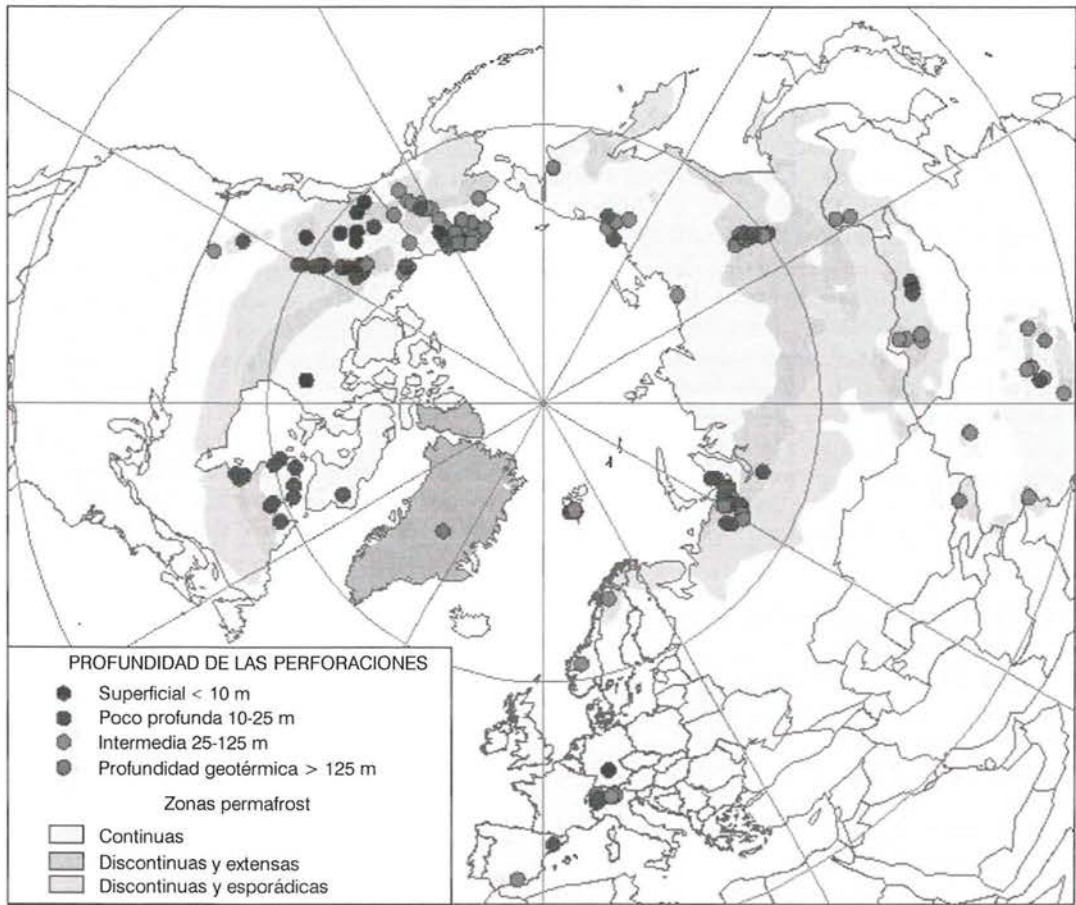 PROFUNDIDAD DE LAS PERFORACIONES
Superficial < 10 m
Poco profunda 10-25 m
Intermedia 25-125 m
Profundidad geotérmica > 125 m
Zonas permafrost
Continuas
Discontinuas y extensas
Discontinuas y esporádicas